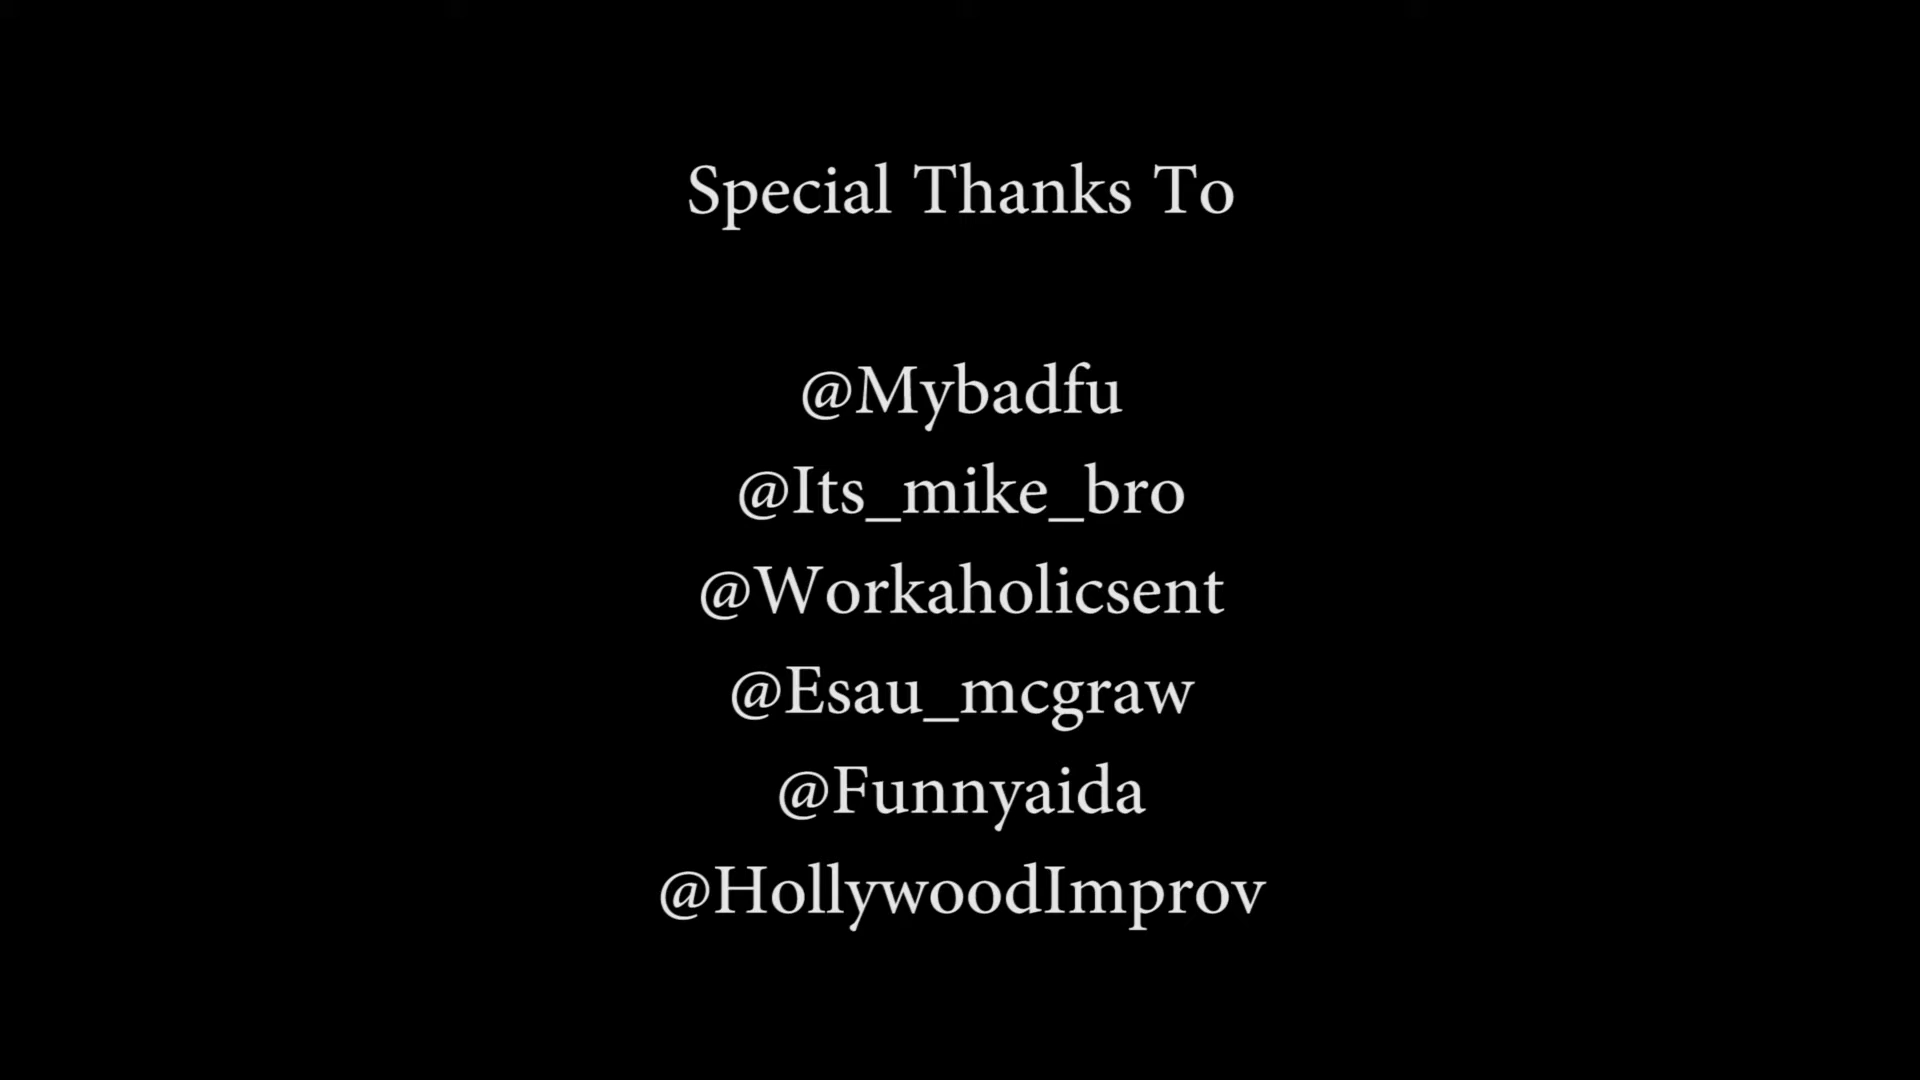 Special Thanks To
@Mybadfu
@Its_mike_bro
@Workaholicsent
@Esau_mcgraw
@Funnyaida
@HollywoodImprov